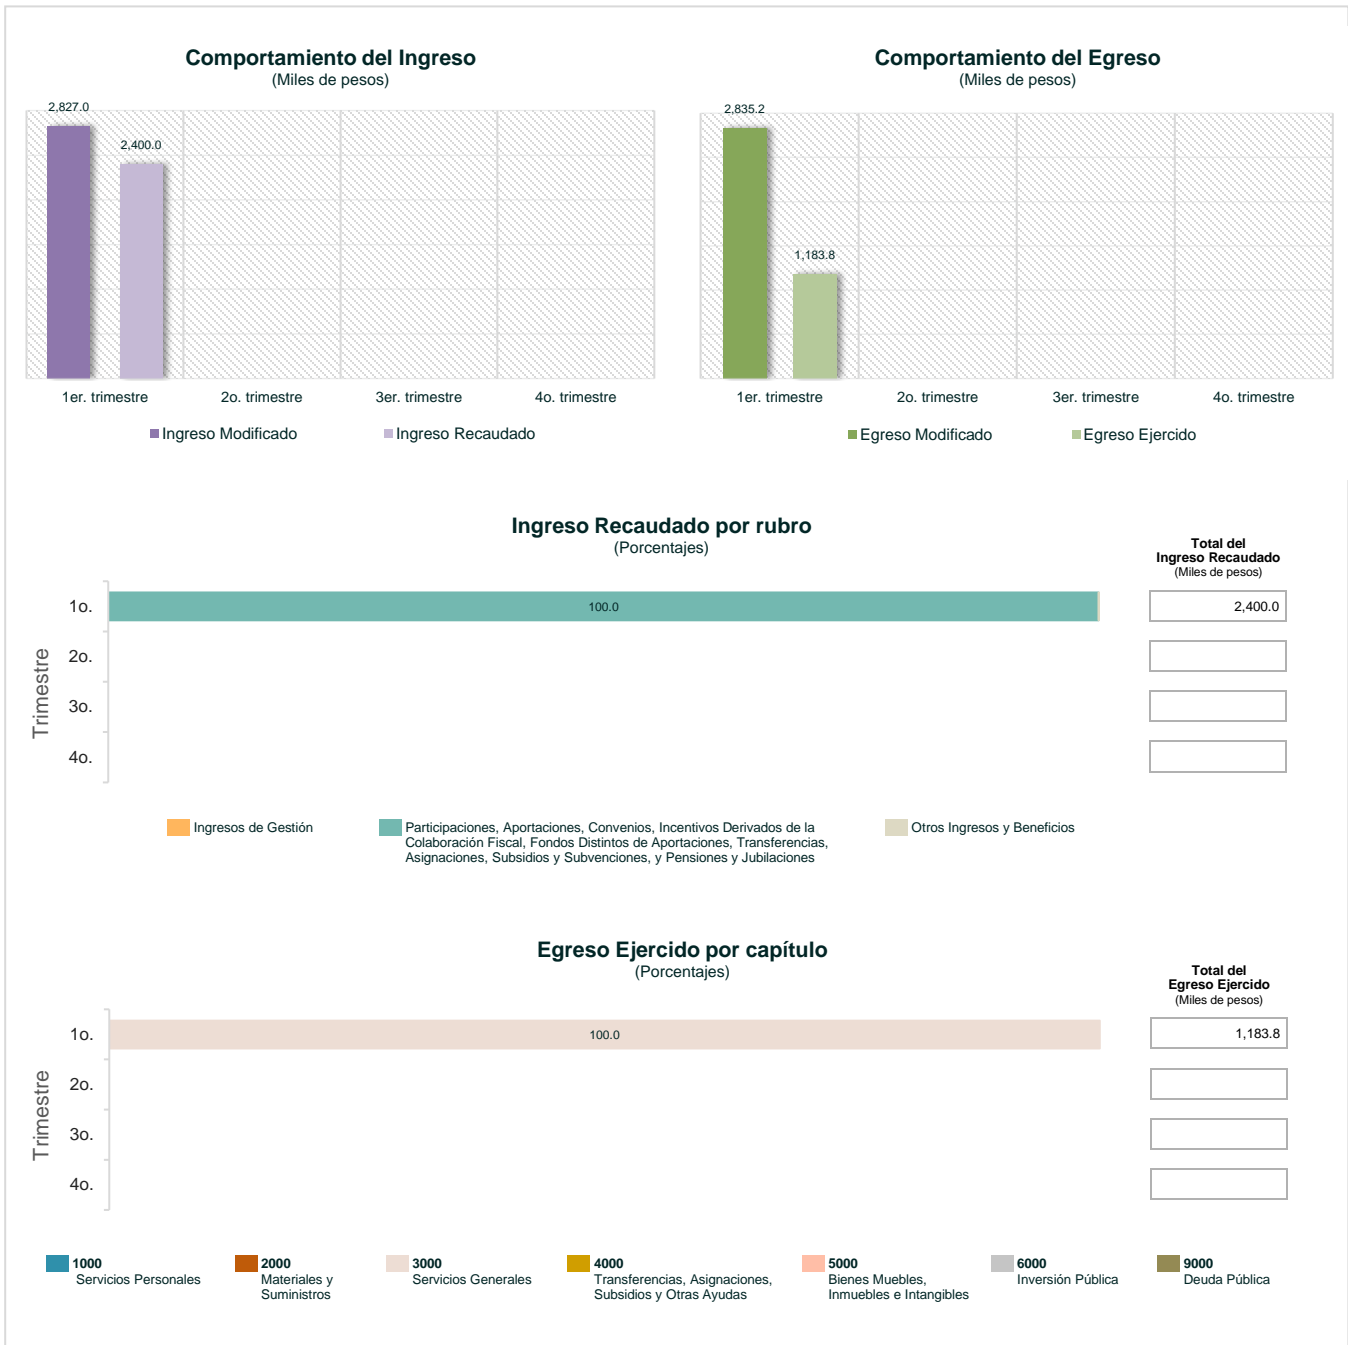 Comportamiento del Ingreso
(Miles de pesos)
2,827.0
2,400.0
1er. trimestre
2o. trimestre
3er. trimestre
4o. trimestre
Ingreso Modificado
Ingreso Recaudado
Comportamiento del Egreso
(Miles de pesos)
2,835.2
1,183.8
1er. trimestre
2o. trimestre
3er. trimestre
4o. trimestre
Egreso Modificado
Egreso Ejercido
Ingreso Recaudado por rubro
(Porcentajes)
Total del
Ingreso Recaudado
(Miles de pesos)
Trimestre
1o.
100.0
2,400.0
2o.
3o.
4o.
Ingresos de Gestión
Participaciones, Aportaciones, Convenios, Incentivos Derivados de la
Colaboración Fiscal, Fondos Distintos de Aportaciones, Transferencias,
Asignaciones, Subsidios y Subvenciones, y Pensiones y Jubilaciones
Otros Ingresos y Beneficios
Egreso Ejercido por capítulo
(Porcentajes)
Total del
Egreso Ejercido
(Miles de pesos)
Trimestre
1o.
100.0
1,183.8
2o.
3o.
4o.
1000
Servicios Personales
2000
Materiales y
Suministros
3000
Servicios Generales
4000
Transferencias, Asignaciones,
Subsidios y Otras Ayudas
5000
Bienes Muebles,
Inmuebles e Intangibles
6000
Inversión Pública
9000
Deuda Pública